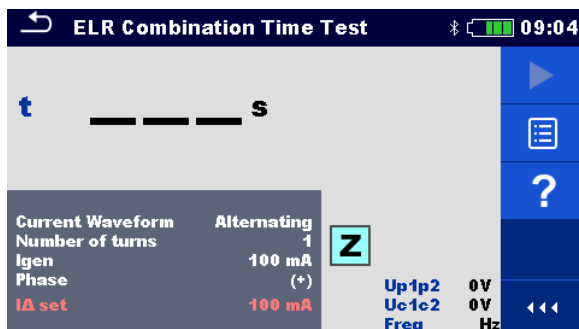 ELR Combination Time Test 09:04
t ___ s
?
Current Waveform Alternating
Number of turns 1
Igen 100 mA
Phase (+)
IΔ set 100 mA
Z
Up1p2 0V
Uc1c2 0V
Freq Hz